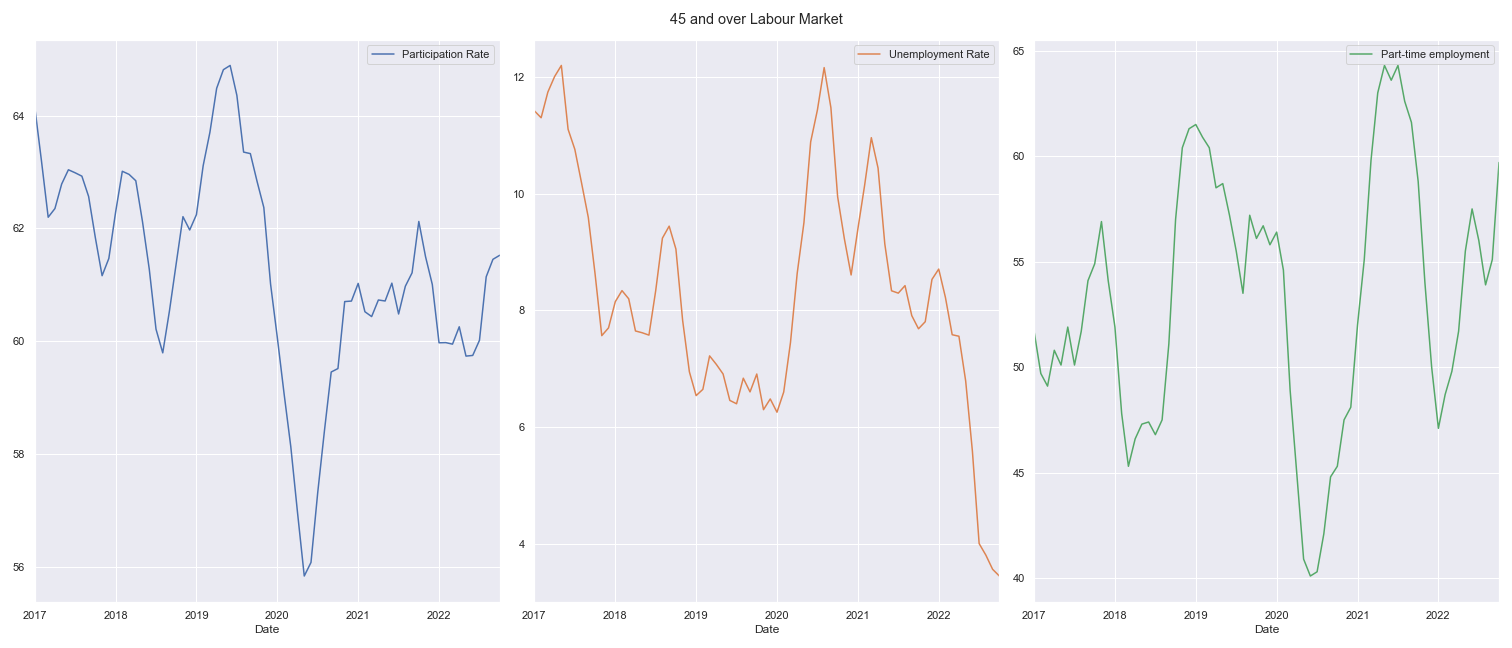 45 and over Labour Market
Participation Rate
64
62
60
58
56
2017 2018 2019 2020 2021 2022
Date
Unemployment Rate
12
10
8
6
4
2017 2018 2019 2020 2021 2022
Date
Part-time employment
65
60
55
50
45
40
2017 2018 2019 2020 2021 2022
Date